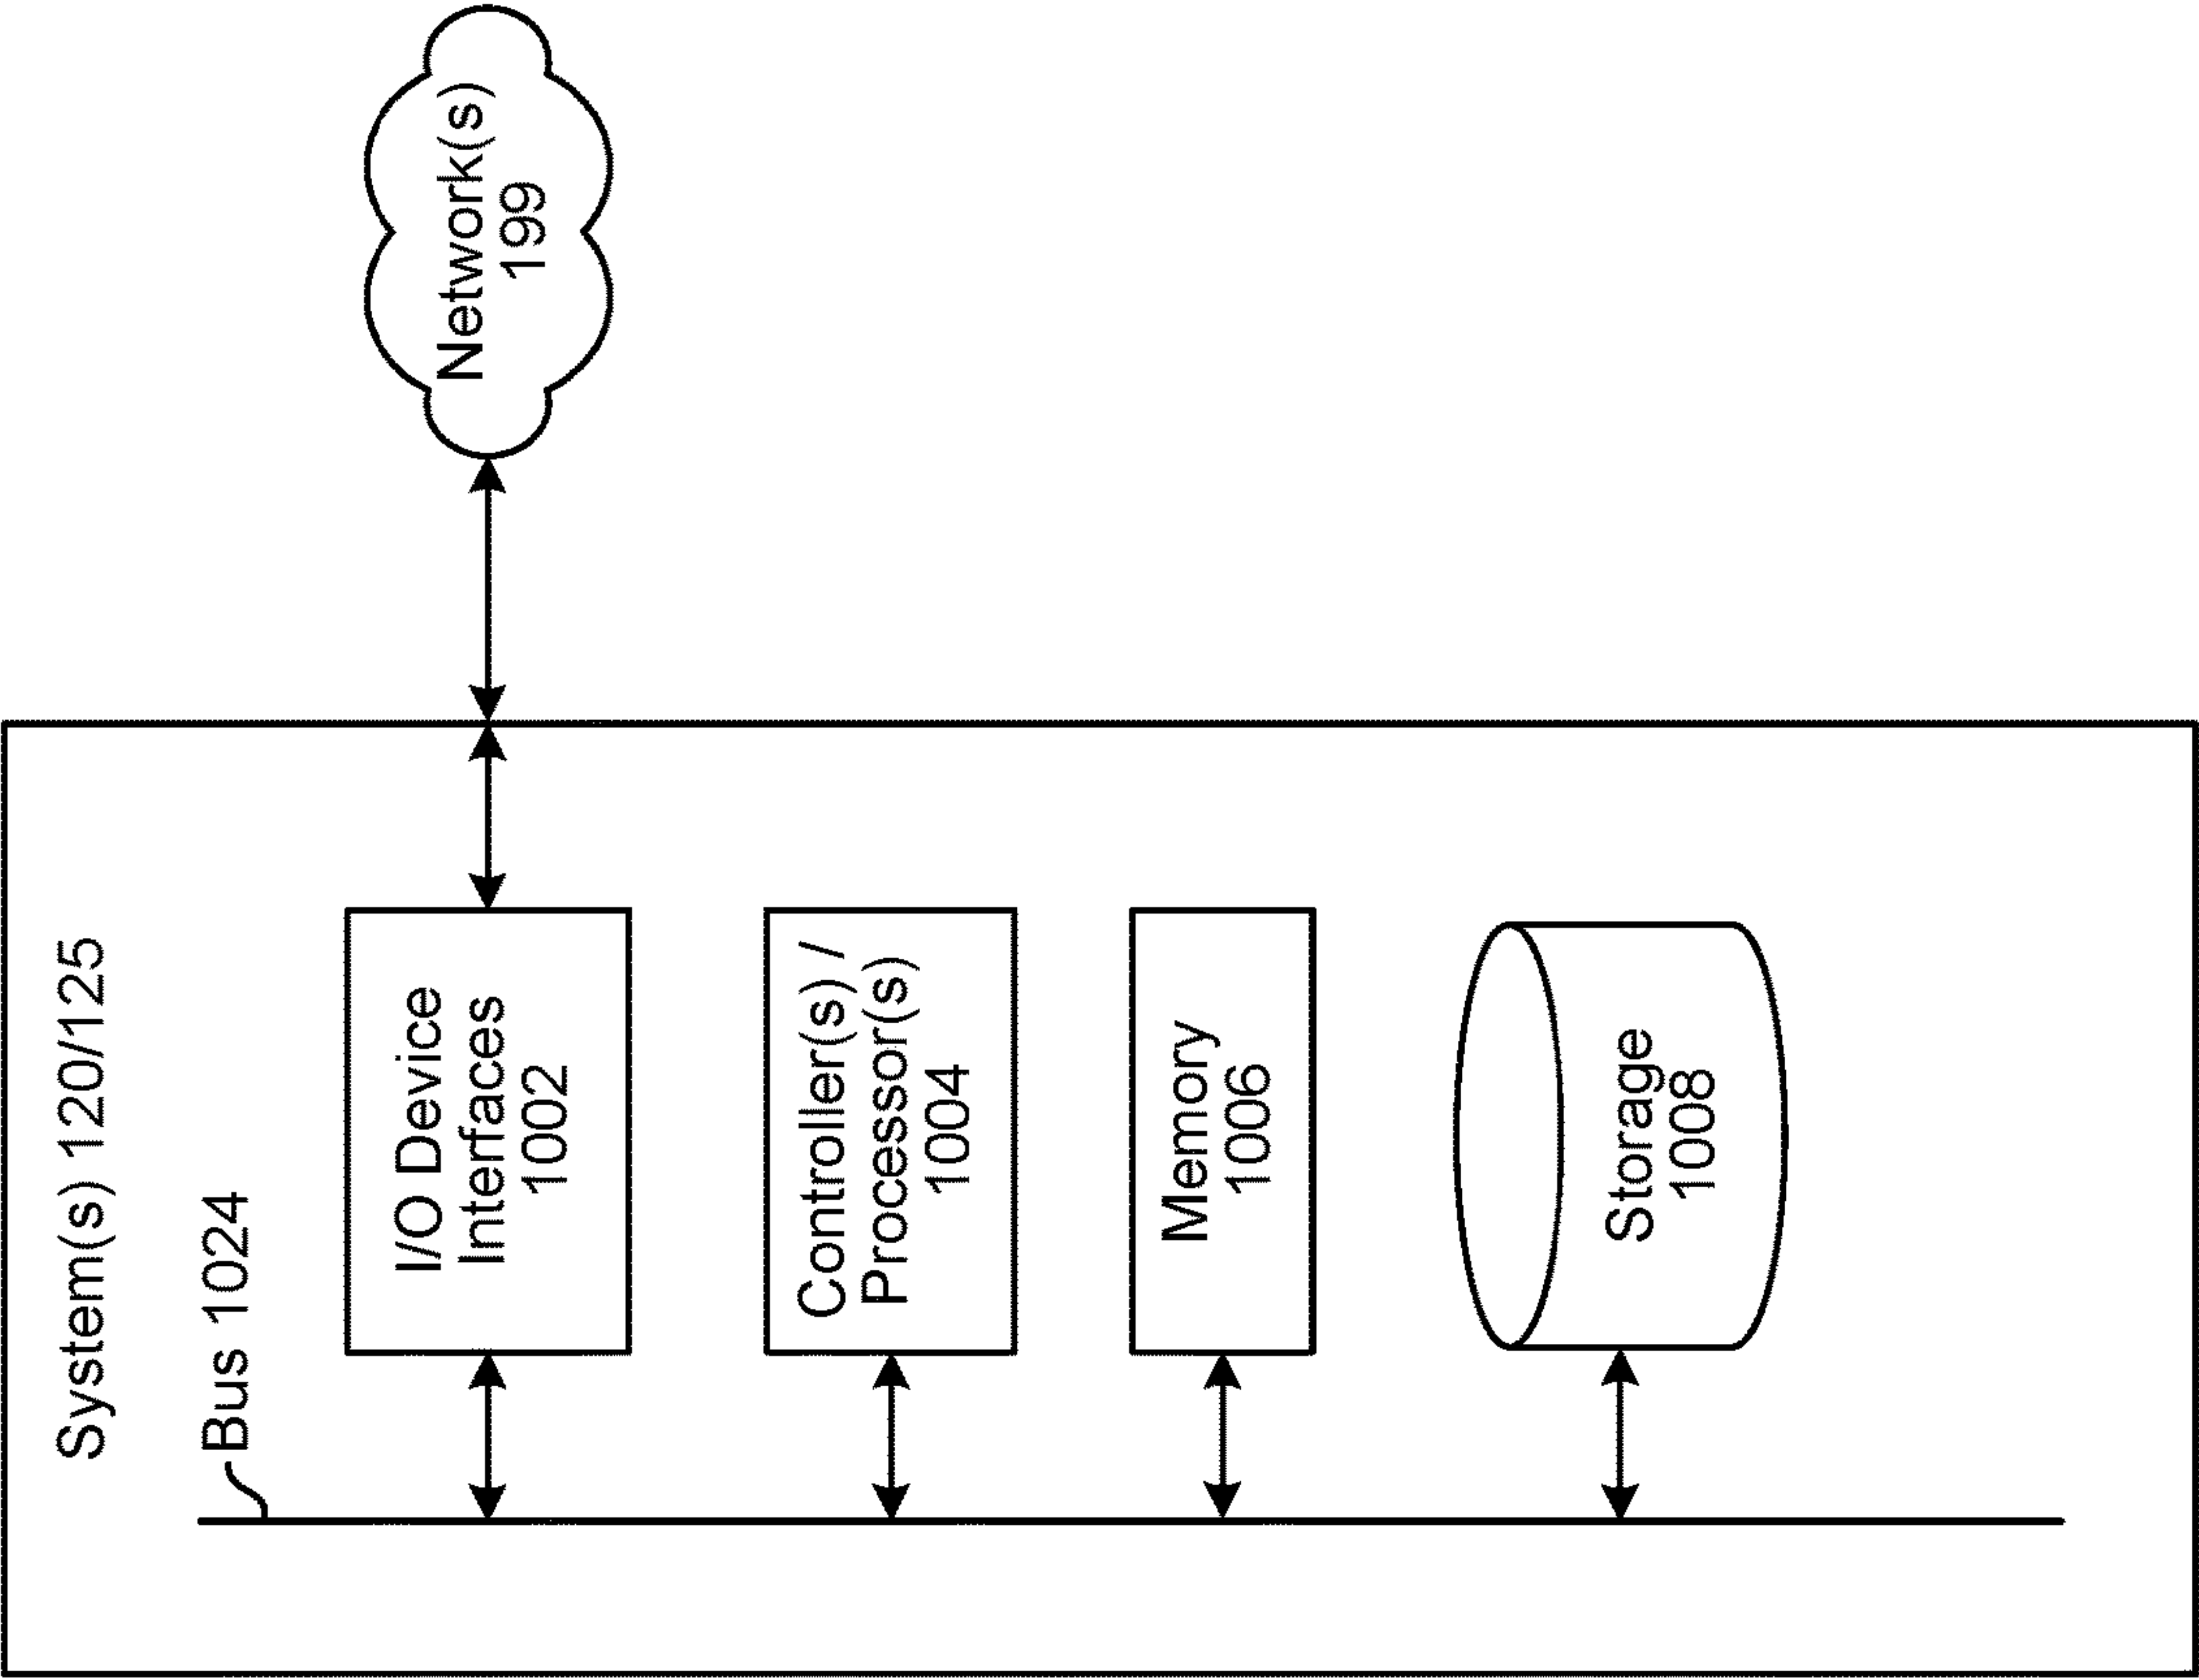 System(s) 120/125
Bus 1024
I/O Device
Interfaces
1002
Network(s)
199
Controller(s) /
Processor(s)
1004
Memory
1006
Storage
1008